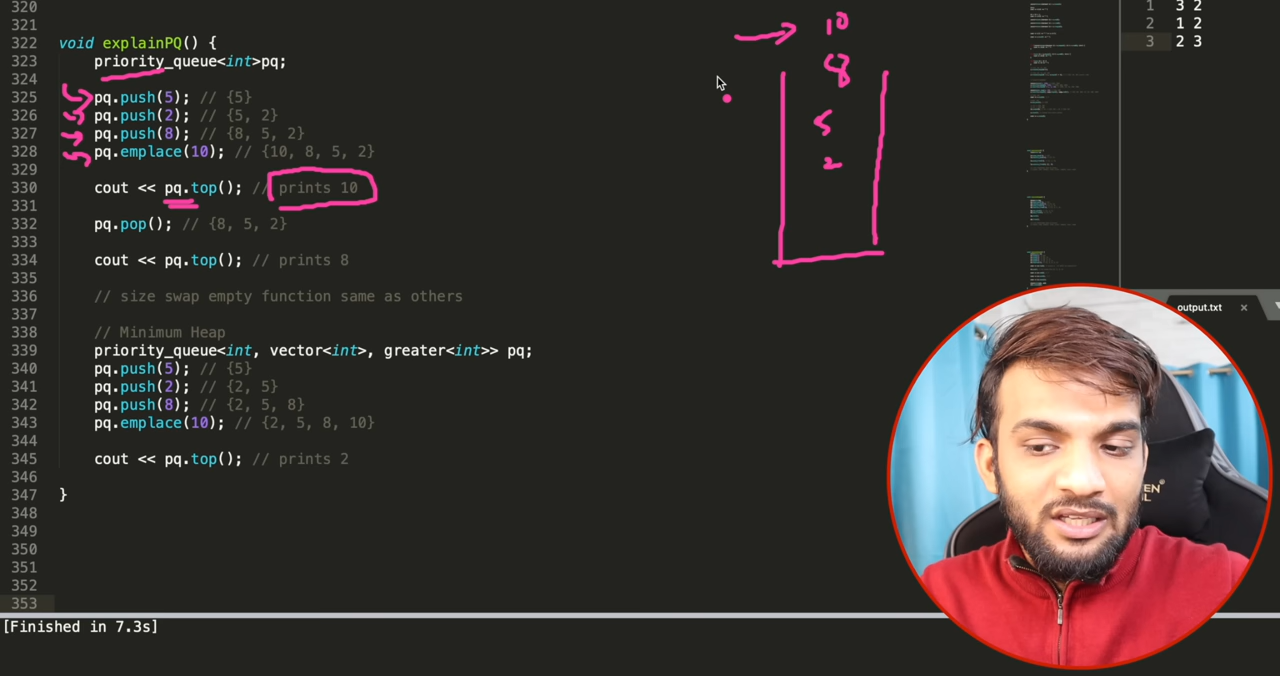 320
321
322 void explainPQ() {
323 priority_queue<int>pq;
324
325 pq.push(5); // {5}
326 pq.push(2); // {5, 2}
327 pq.push(8); // {8, 5, 2}
328 pq.emplace(10); // {10, 8, 5, 2}
329
330 cout << pq.top(); // prints 10
331
332 pq.pop(); // {8, 5, 2}
333
334 cout << pq.top(); // prints 8
335
336 // size swap empty function same as others
337
338 // Minimum Heap
339 priority_queue<int, vector<int>, greater<int>> pq;
340 pq.push(5); // {5}
341 pq.push(2); // {2, 5}
342 pq.push(8); // {2, 5, 8}
343 pq.emplace(10); // {2, 5, 8, 10}
344
345 cout << pq.top(); // prints 2
346
347 }
348
349
350
351
352
353
[Finished in 7.3s]
10
8
5
2
1 3 2
2 1 2
3 2 3
output.txt ×